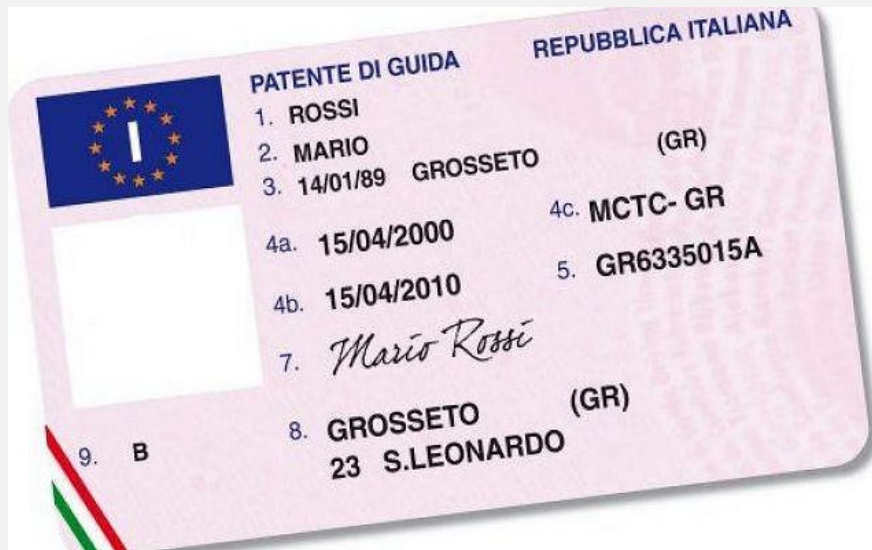 PATENTE DI GUIDA REPUBBLICA ITALIANA
I
1. ROSSI
2. MARIO
3. 14/01/89 GROSSETO (GR)
4a. 15/04/2000 4c. MCTC- GR
4b. 15/04/2010 5. GR6335015A
7. Mario Rossi
8. GROSSETO (GR)
23 S.LEONARDO
9. B